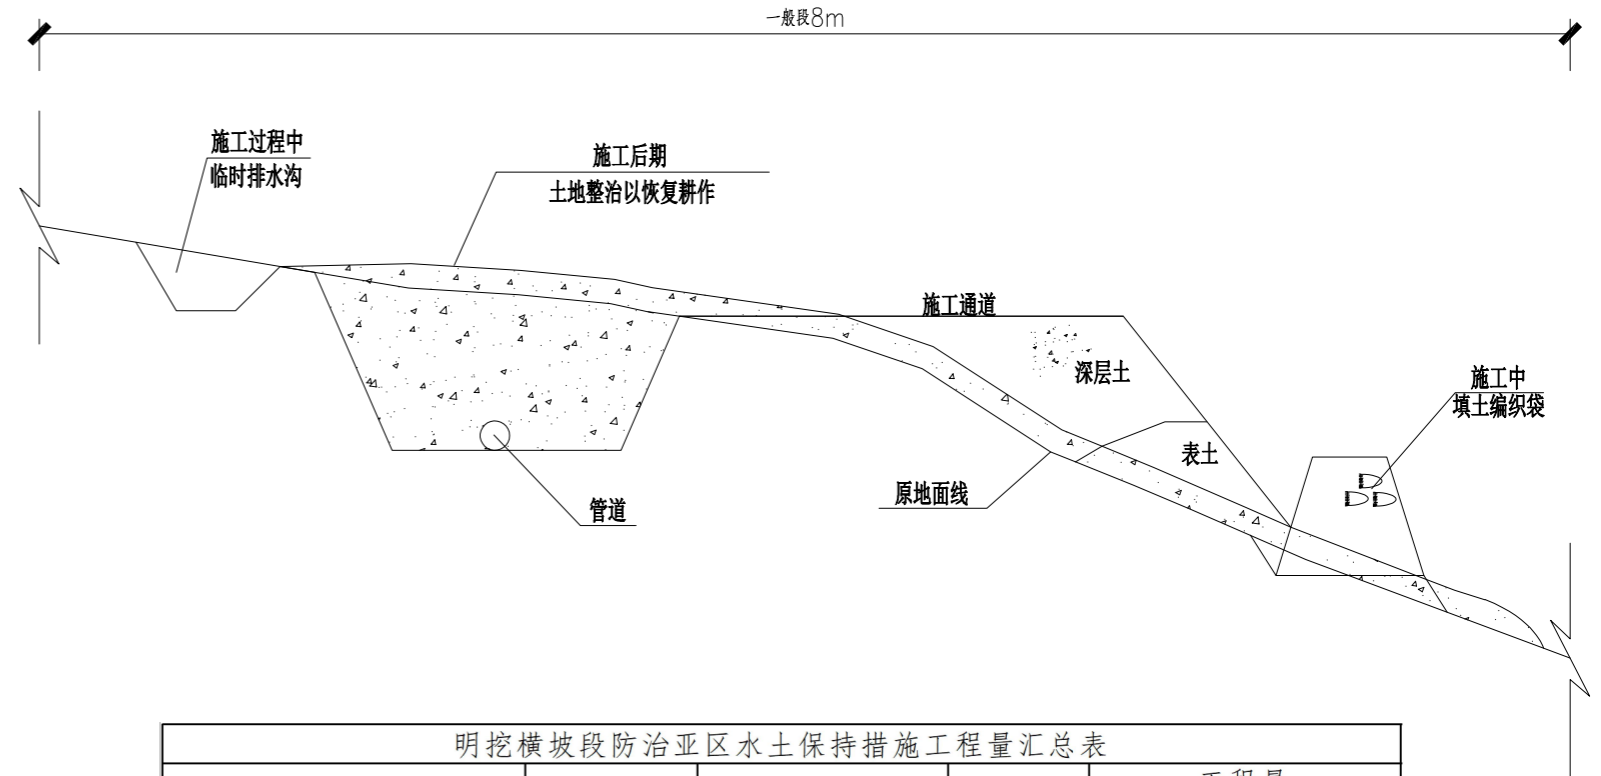 一般段8m
施工过程中
临时排水沟
施工后期
土地整治以恢复耕作
施工通道
深层土
施工中
填土编织袋
表土
原地面线
管道
明挖横坡段防治亚区水土保持措施工程量汇总表
工程量